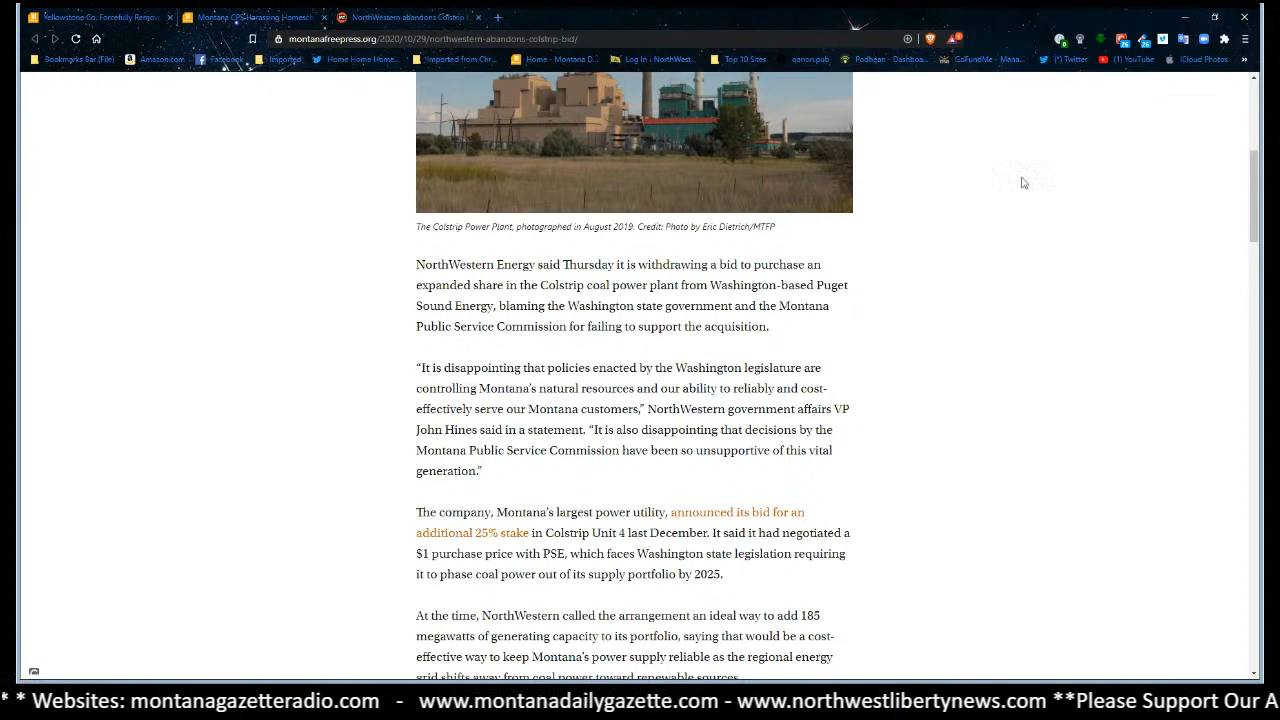 Yellowstone Co. Forcefully Remov
Montana CPS Harassing Homesch
NorthWestern abandons Colstrip
montanafreepress.org/2020/10/29/northwestern-abandons-colstrip-bid/
Bookmarks Bar (File)
Amazon.com
Facebook
Imported
Home Home Home...
*Imported from Chr...
Home - Montana D...
Log In ‹ NorthWest...
Top 10 Sites
qanon.pub
Podbean - Dashboa...
GoFundMe - Mana...
(*) Twitter
(1) YouTube
iCloud Photos
The Colstrip Power Plant, photographed in August 2019. Credit: Photo by Eric Dietrich/MTFP
NorthWestern Energy said Thursday it is withdrawing a bid to purchase an
expanded share in the Colstrip coal power plant from Washington-based Puget
Sound Energy, blaming the Washington state government and the Montana
Public Service Commission for failing to support the acquisition.
“It is disappointing that policies enacted by the Washington legislature are
controlling Montana’s natural resources and our ability to reliably and cost-
effectively serve our Montana customers,” NorthWestern government affairs VP
John Hines said in a statement. “It is also disappointing that decisions by the
Montana Public Service Commission have been so unsupportive of this vital
generation.”
The company, Montana’s largest power utility, announced its bid for an
additional 25% stake in Colstrip Unit 4 last December. It said it had negotiated a
$1 purchase price with PSE, which faces Washington state legislation requiring
it to phase coal power out of its supply portfolio by 2025.
At the time, NorthWestern called the arrangement an ideal way to add 185
megawatts of generating capacity to its portfolio, saying that would be a cost-
effective way to keep Montana’s power supply reliable as the regional energy
grid shifts away from coal power toward renewable sources.
* * Websites: montanagazetteradio.com - www.montanadailygazette.com - www.northwestlibertynews.com **Please Support Our A